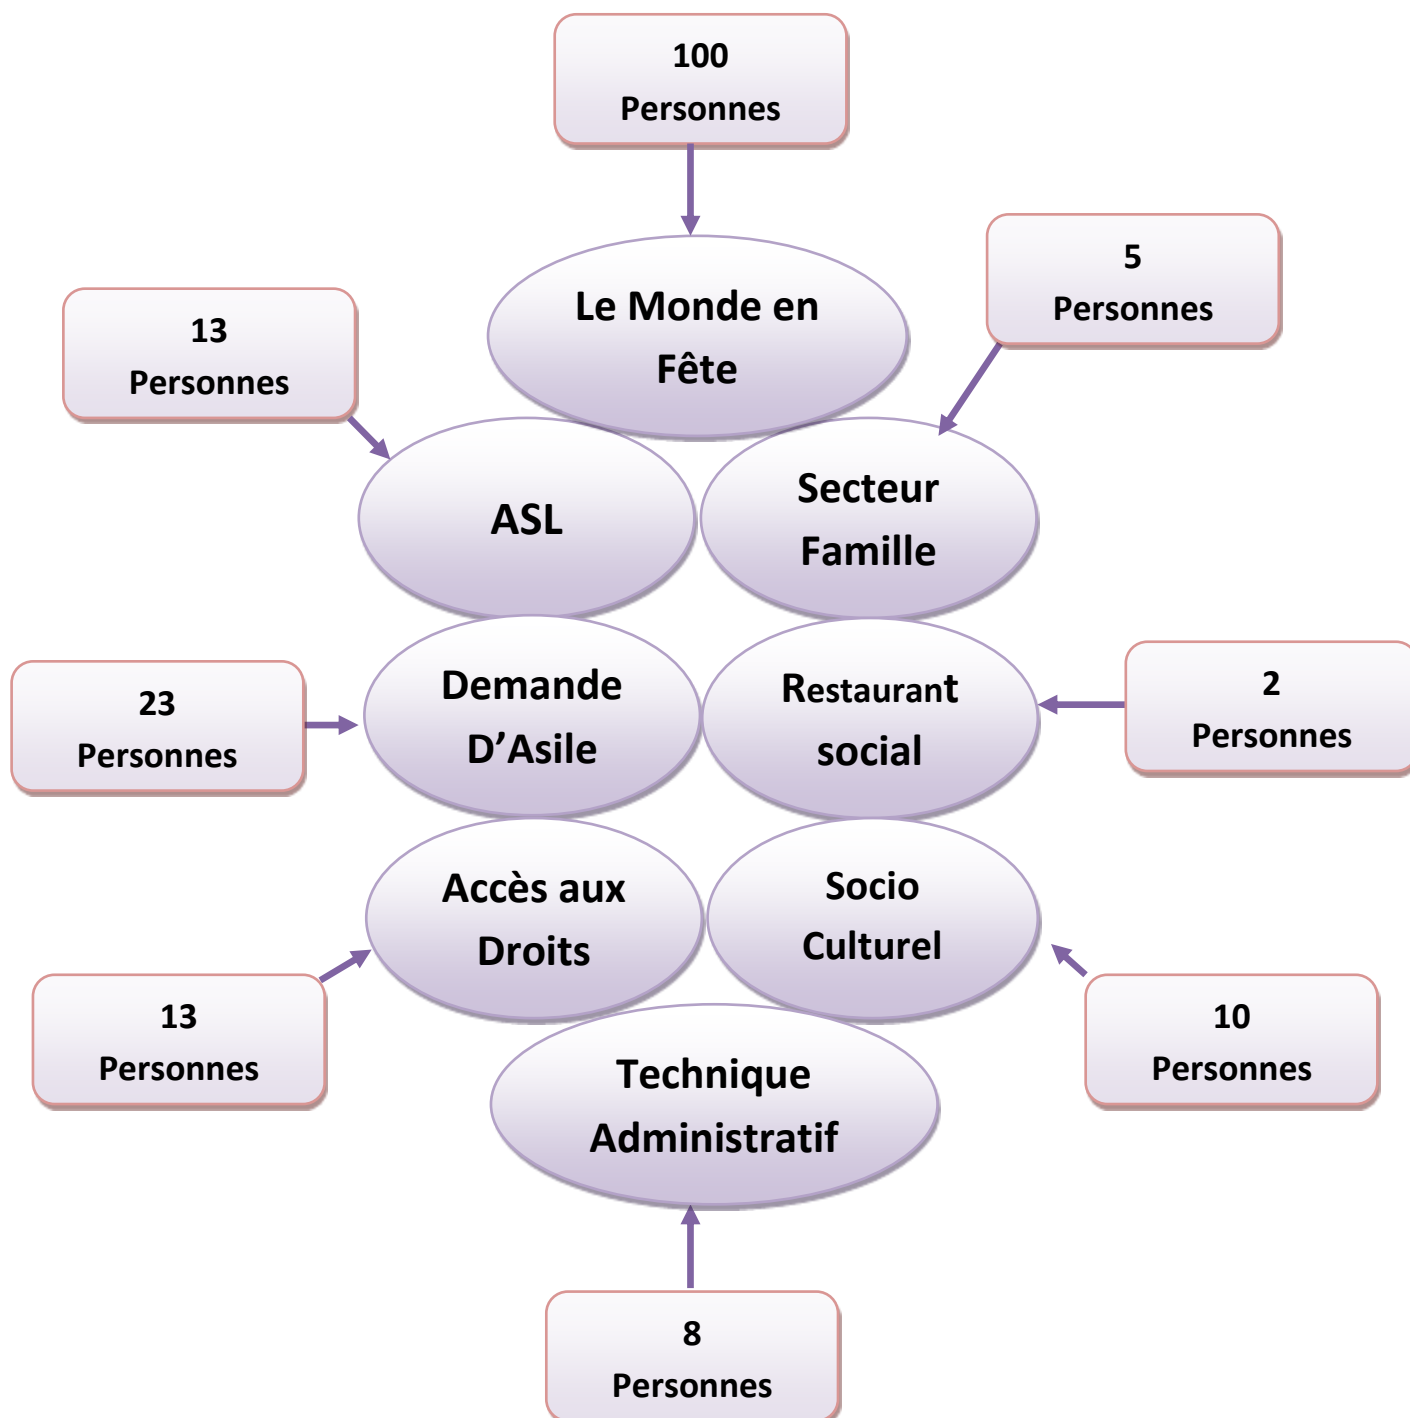 100
Personnes
5
Personnes
Le Monde en
Fête
13
Personnes
ASL
Secteur
Famille
23
Personnes
Demande
D’Asile
Restaurant
social
2
Personnes
Accès aux
Droits
Socio
Culturel
13
Personnes
10
Personnes
Technique
Administratif
8
Personnes